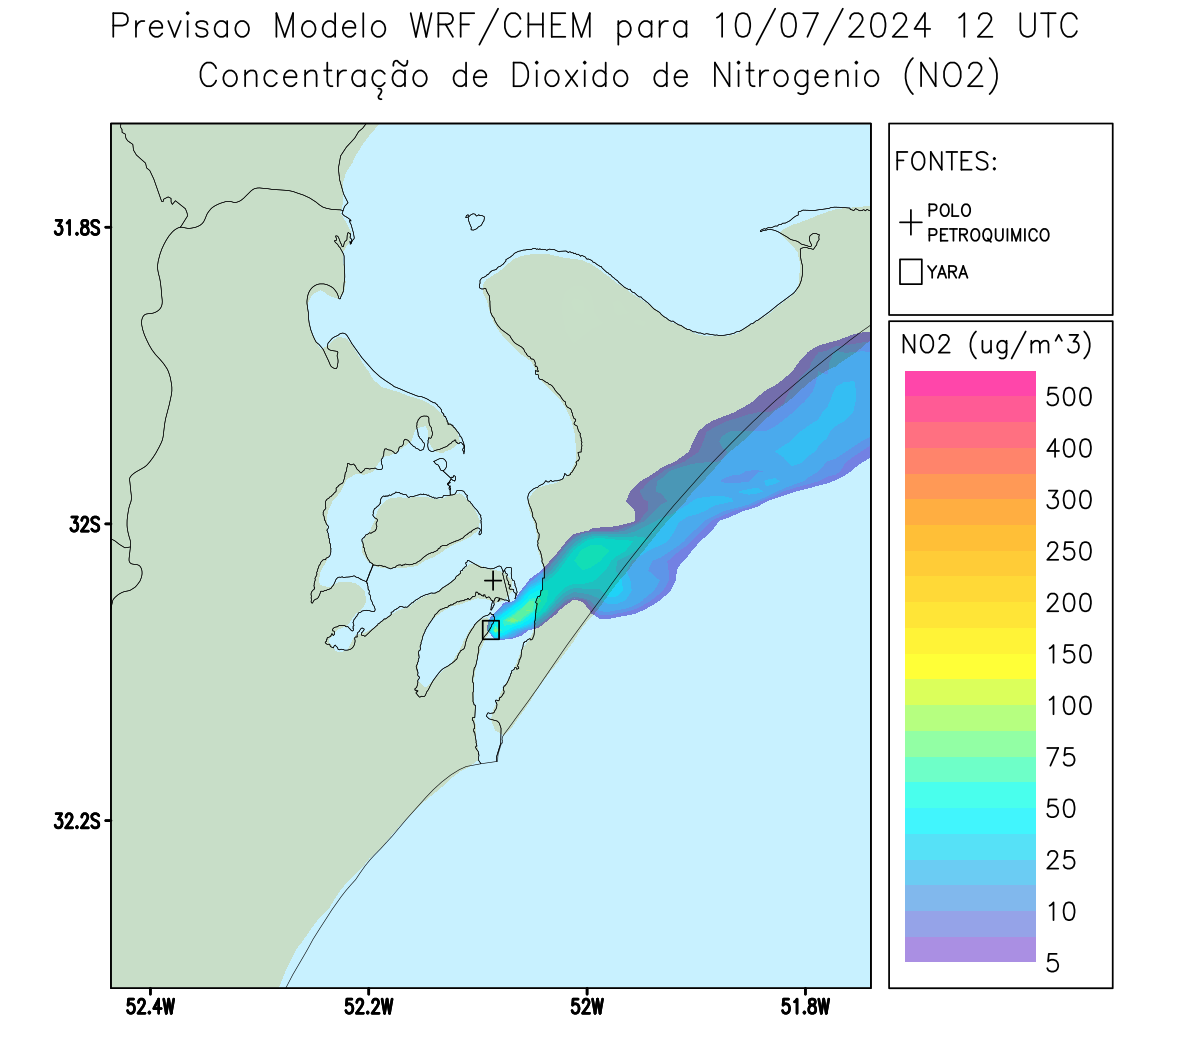 Previsao Modelo WRF/CHEM para 10/07/2024 12 UTC
Concentração de Dioxido de Nitrogenio (NO2)
FONTES:
POLO
PETROQUIMICO
YARA
31.8S
32S
32.2S
52.4W
52.2W
52W
51.8W
NO2 (ug/m^3)
500
400
300
250
200
150
100
75
50
25
10
5